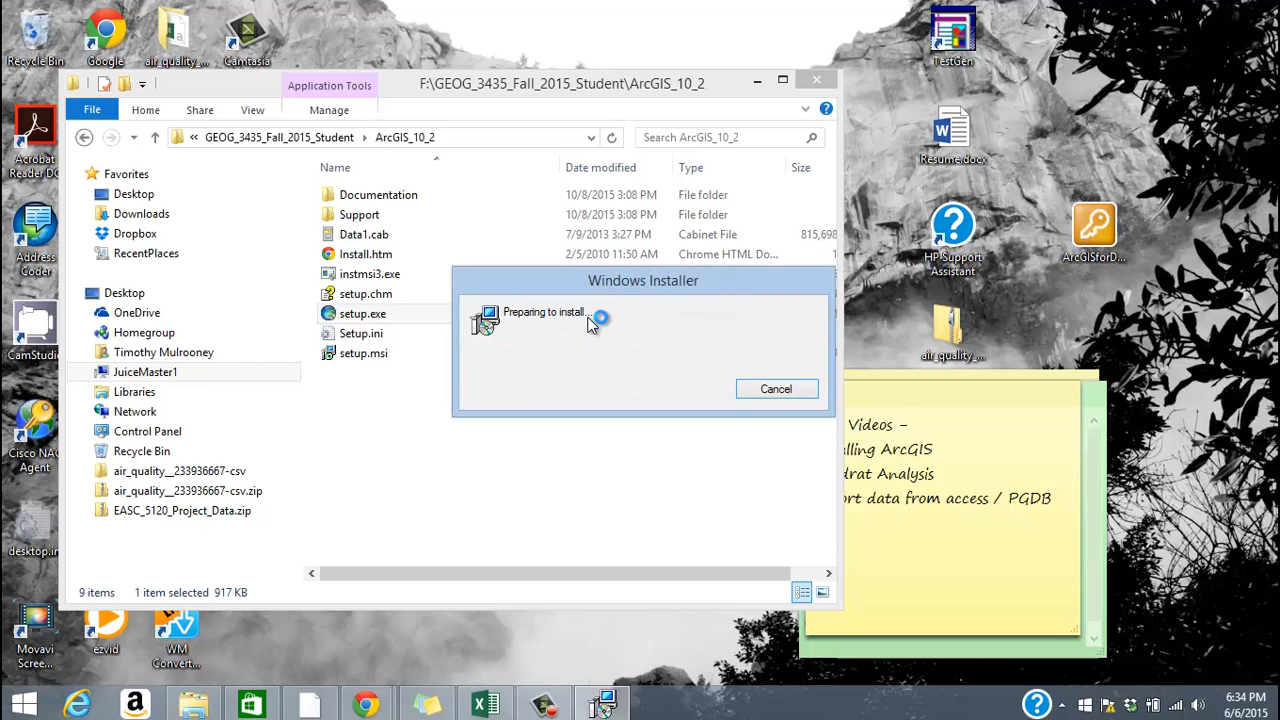 Recycle Bin
Google
air_quality_...
Camtasia
TestGen
Application Tools
F:\GEOG_3435_Fall_2015_Student\ArcGIS_10_2
File
Home
Share
View
Manage
« GEOG_3435_Fall_2015_Student
ArcGIS_10_2
Search ArcGIS_10_2
Acrobat
Reader DC
Resume.docx
Favorites
Desktop
Downloads
Dropbox
RecentPlaces
Desktop
OneDrive
Homegroup
Timothy Mulrooney
JuiceMaster1
Libraries
Network
Control Panel
Recycle Bin
air_quality__233936667-csv
air_quality__233936667-csv.zip
EASC_5120_Project_Data.zip
Name
Date modified
Type
Size
Documentation
10/8/2015 3:08 PM
File folder
Support
10/8/2015 3:08 PM
File folder
Data1.cab
7/9/2013 3:27 PM
Cabinet File
815,698
Install.htm
2/5/2010 11:50 AM
Chrome HTML Do...
instmsi3.exe
setup.chm
setup.exe
Setup.ini
setup.msi
Windows Installer
Preparing to install...
Cancel
Address
Coder
HP Support
Assistant
ArcGISforD...
CamStudio
air_quality_...
Cisco NAC
Agent
Videos -
lling ArcGIS
drat Analysis
ort data from access / PGDB
desktop.in
9 items
1 item selected 917 KB
Movavi
Scree...
ezvid
WM
Convert...
6:34 PM
6/6/2015